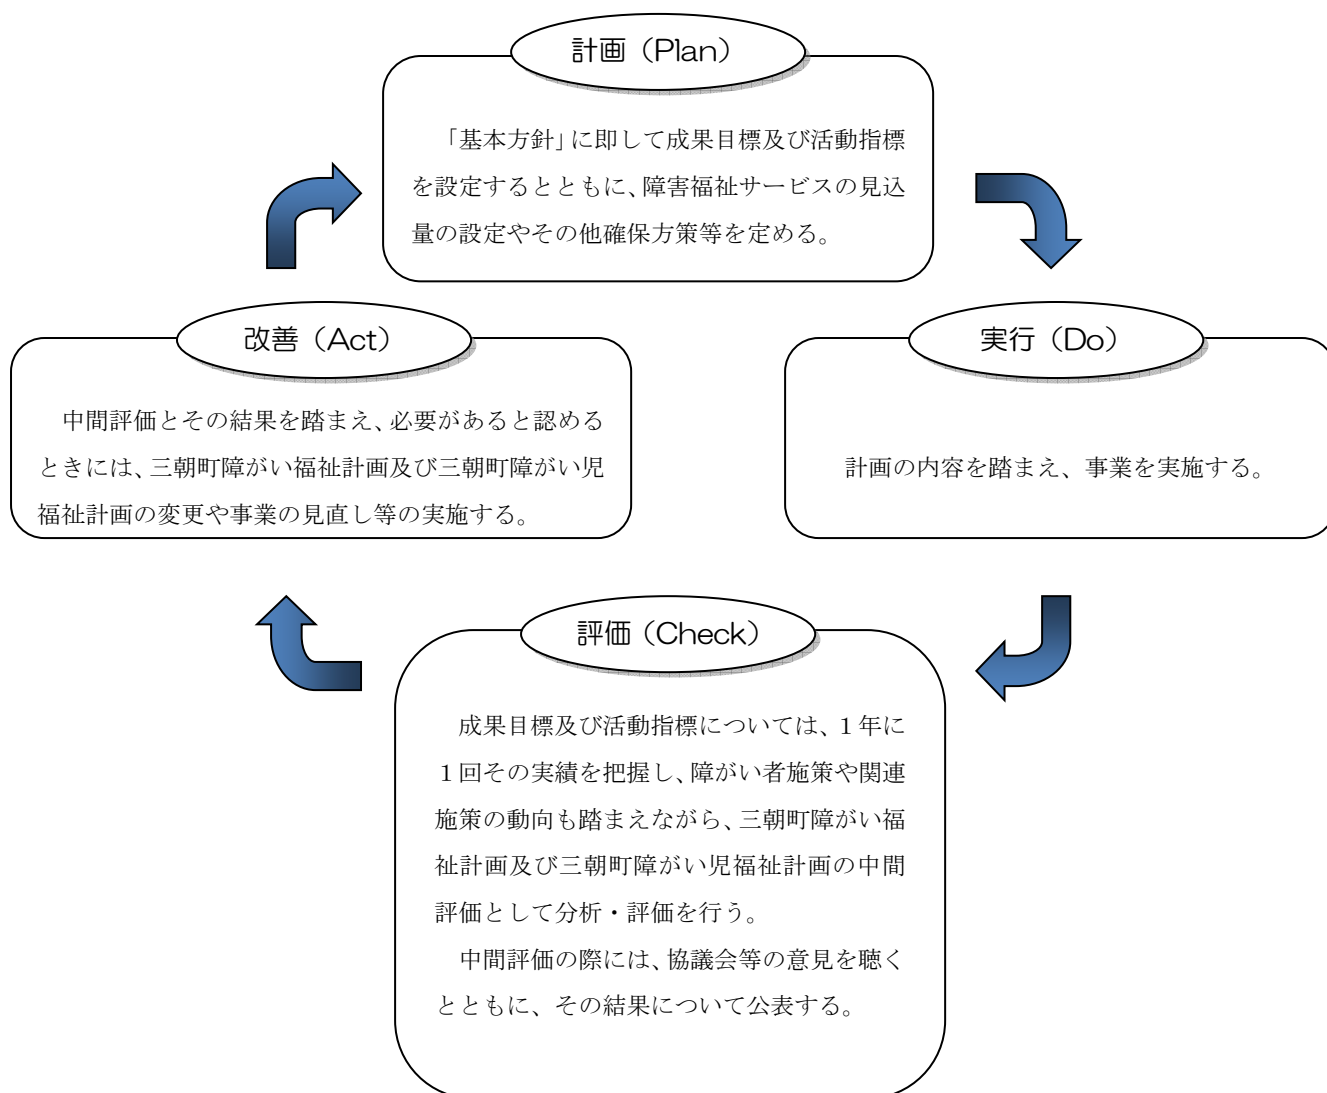 計画（Plan）
「基本方針」に即して成果目標及び活動指標
を設定するとともに、障害福祉サービスの見込
量の設定やその他確保方策等を定める。
改善（Act）
中間評価とその結果を踏まえ、必要があると認める
ときには、三朝町障がい福祉計画及び三朝町障がい児
福祉計画の変更や事業の見直し等の実施する。
実行（Do）
計画の内容を踏まえ、事業を実施する。
評価（Check）
成果目標及び活動指標については、１年に
１回その実績を把握し、障がい者施策や関連
施策の動向も踏まえながら、三朝町障がい福
祉計画及び三朝町障がい児福祉計画の中間
評価として分析・評価を行う。
中間評価の際には、協議会等の意見を聴く
とともに、その結果について公表する。